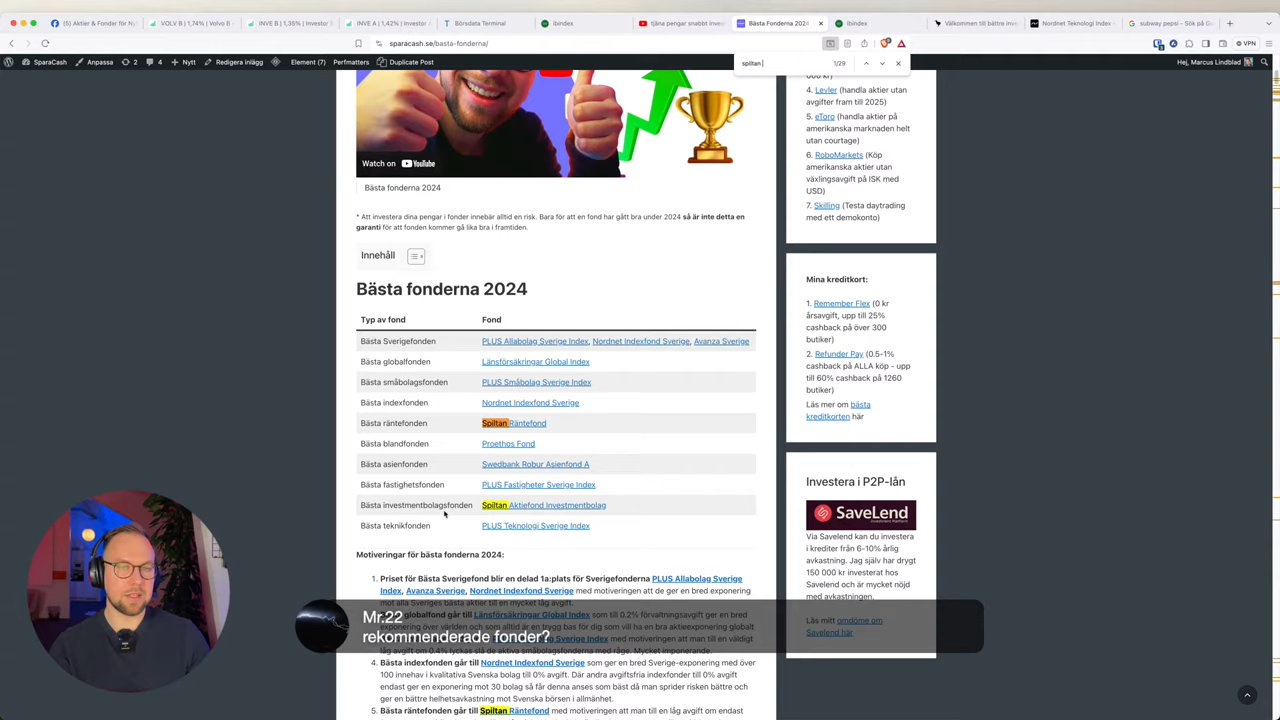 Aktier & Fonder för Ny
VOLV B | 1,74% | Volvo B
INVE B | 1,35% | Investor
INVE A | 1,42% | Investor A
Börsdata Terminal
ibindex
tjäna pengar snabbt invest
Bästa Fonderna 2024
ibindex
Välkommen till bättre inve
Nordnet Teknologi Index
subway pepsi - Sök på Go
sparacash.se/basta-fonderna/
VPN
Sparacash
Anpassa
2
4
Nytt
Redigera inlägg
Element (7)
Perfmatters
Duplicate Post
Hej, Marcus Lindblad
spiltan
1/29
Watch on YouTube
Bästa fonderna 2024
* Att investera dina pengar i fonder innebär alltid en risk. Bara för att en fond har gått bra under 2024 så är inte detta en
garanti för att fonden kommer gå lika bra i framtiden.
Innehåll
Bästa fonderna 2024
Typ av fond Fond
Bästa Sverigefonden PLUS Allabolag Sverige Index, Nordnet Indexfond Sverige, Avanza Sverige
Bästa globalfonden Länsförsäkringar Global Index
Bästa småbolagsfonden PLUS Småbolag Sverige Index
Bästa indexfonden Nordnet Indexfond Sverige
Bästa räntefonden Spiltan Räntefond
Bästa blandfonden Proethos Fond
Bästa asienfonden Swedbank Robur Asienfond A
Bästa fastighetsfonden PLUS Fastigheter Sverige Index
Bästa investmentbolagsfonden Spiltan Aktiefond Investmentbolag
Bästa teknikfonden PLUS Teknologi Sverige Index
Motiveringar för bästa fonderna 2024:
1. Priset för Bästa Sverigefond blir en delad 1a:plats för Sverigefonderna PLUS Allabolag
Sverige Index, Avanza Sverige, Nordnet Indexfond Sverige med motiveringen att de ger en bred exponering
mot alla Sveriges bästa aktier till en mycket låg avgift.
globalfond går till Länsförsäkringar Global Index som till 0.2% förvaltningsavgift ger en bred
exponering över världen och som alltid är en trygg bas för dig som vill ha en bra aktieexponering globalt
Sverige Index med motiveringen att man till en väldigt
låg avgift om 0.4% lyckas slå de aktiva småbolagsfonderna med råge. Mycket imponerande.
4. Bästa indexfonden går till Nordnet Indexfond Sverige som ger en bred Sverige-exponering med över
100 innehav i kvalitativa Svenska bolag till 0% avgift. Där andra avgiftsfria indexfonder till 0% avgift
endast ger en exponering mot 30 bolag så får denna anses som bäst då man sprider risken bättre och
ger en bättre helhetsavkastning mot Svenska börsen i allmänhet.
5. Bästa räntefonden går till Spiltan Räntefond med motiveringen att man till en låg avgift om endast
Mr.22
rekommenderade fonder?
000 kr)
4. Levler (handla aktier utan
avgifter fram till 2025)
5. eToro (handla aktier på
amerikanska marknaden helt
utan courtage)
6. RoboMarkets (Köp
amerikanska aktier utan
växlingsavgift på ISK med
USD)
7. Skilling (Testa daytrading
med ett demokonto)
Mina kreditkort:
1. Remember Flex (0 kr
årsavgift, upp till 25%
cashback på över 300
butiker)
2. Refunder Pay (0.5-1%
cashback på ALLA köp - upp
till 60% cashback på 1260
butiker)
Läs mer om bästa
kreditkorten här
Investera i P2P-lån
SaveLend
Via Savelend kan du investera
i krediter från 6-10% årlig
avkastning. Jag själv har drygt
150 000 kr investerat hos
Savelend och är mycket nöjd
med avkastningen.
Läs mitt omdöme om
Savelend här